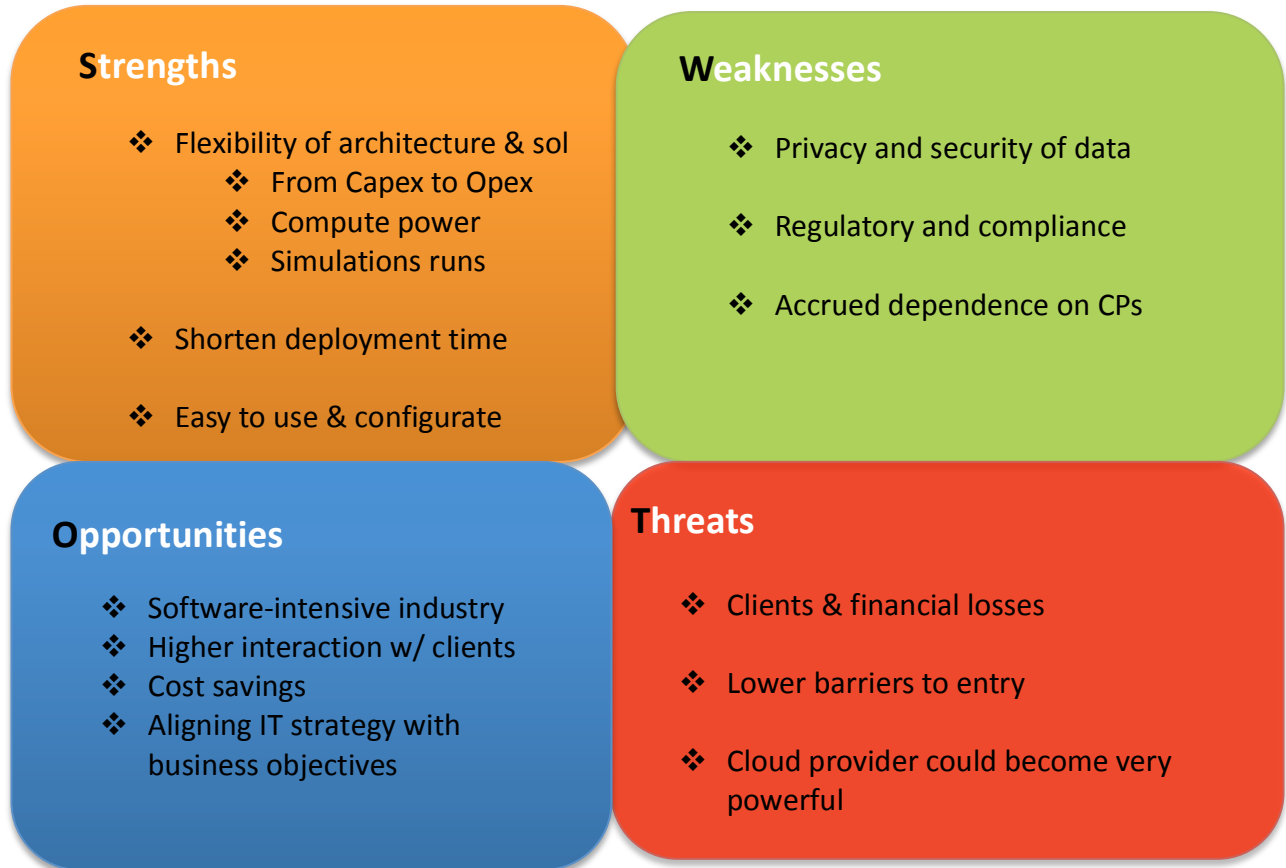 Strengths
❖ Flexibility of architecture & sol
❖ From Capex to Opex
❖ Compute power
❖ Simulations runs
❖ Shorten deployment time
❖ Easy to use & configurate
Weaknesses
❖ Privacy and security of data
❖ Regulatory and compliance
❖ Accrued dependence on CPs
Opportunities
❖ Software-intensive industry
❖ Higher interaction w/ clients
❖ Cost savings
❖ Aligning IT strategy with
business objectives
Threats
❖ Clients & financial losses
❖ Lower barriers to entry
❖ Cloud provider could become very
powerful